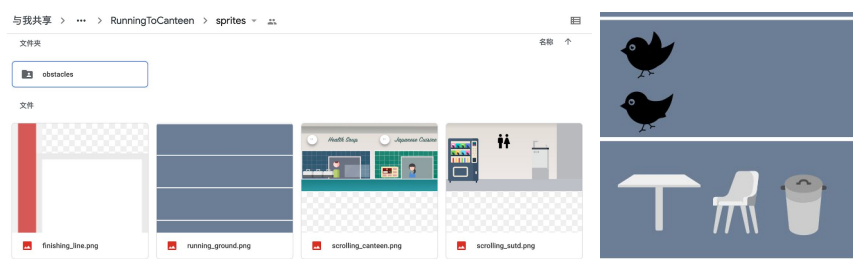 与我共享 > ••• > RunningToCanteen > sprites
文件夹
名称 ↑
obstacles
文件
Health Soup
Japanese Cuisine
finishing_line.png
running_ground.png
scrolling_canteen.png
scrolling_sutd.png